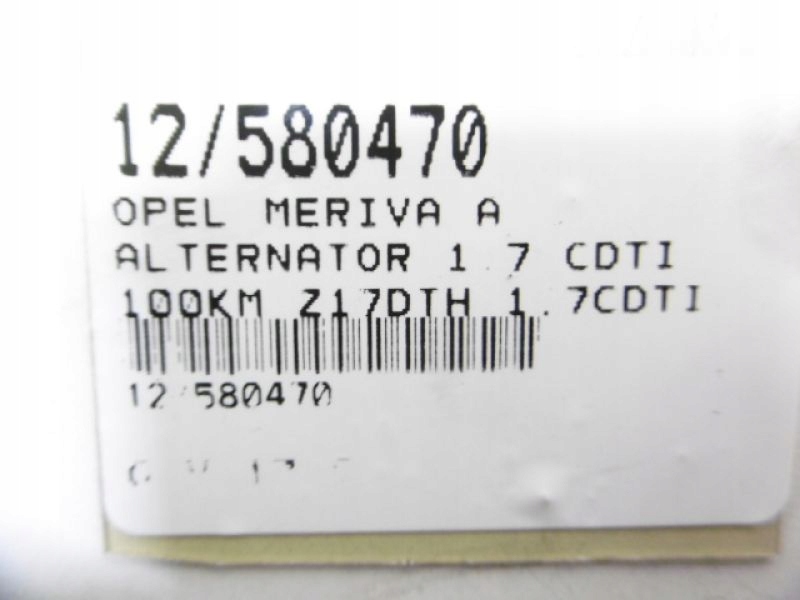 12/580470
OPEL MERIVA A
ALTERNATOR 1.7 CDTI
100KM Z17DTH 1.7CDTI
12/580470